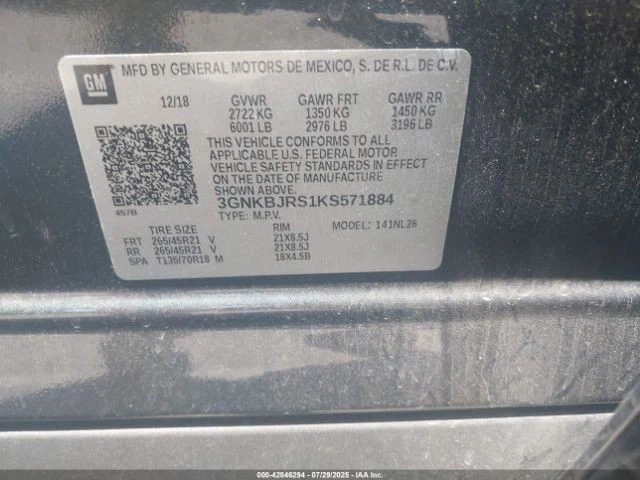 GM
MFD BY GENERAL MOTORS DE MEXICO, S. DE R.L. DE C.V.
12/18 GVWR GAWR FRT GAWR RR
2722 KG 1350 KG 1450 KG
6001 LB 2976 LB 3196 LB
THIS VEHICLE CONFORMS TO ALL
APPLICABLE U.S. FEDERAL MOTOR
VEHICLE SAFETY STANDARDS IN EFFECT
ON THE DATE OF MANUFACTURE SHOWN ABOVE.
3GNKBJRS1KS571884
457B
TYPE: M.P.V. MODEL: 141NL26
TIRE SIZE RIM
FRT 265/45R21 V 21X8.5J
RR 265/45R21 V 21X8.5J
SPA T135/70R18 M 18X4.5B
000-42846294 - 07/29/2025 - IAAI.COM